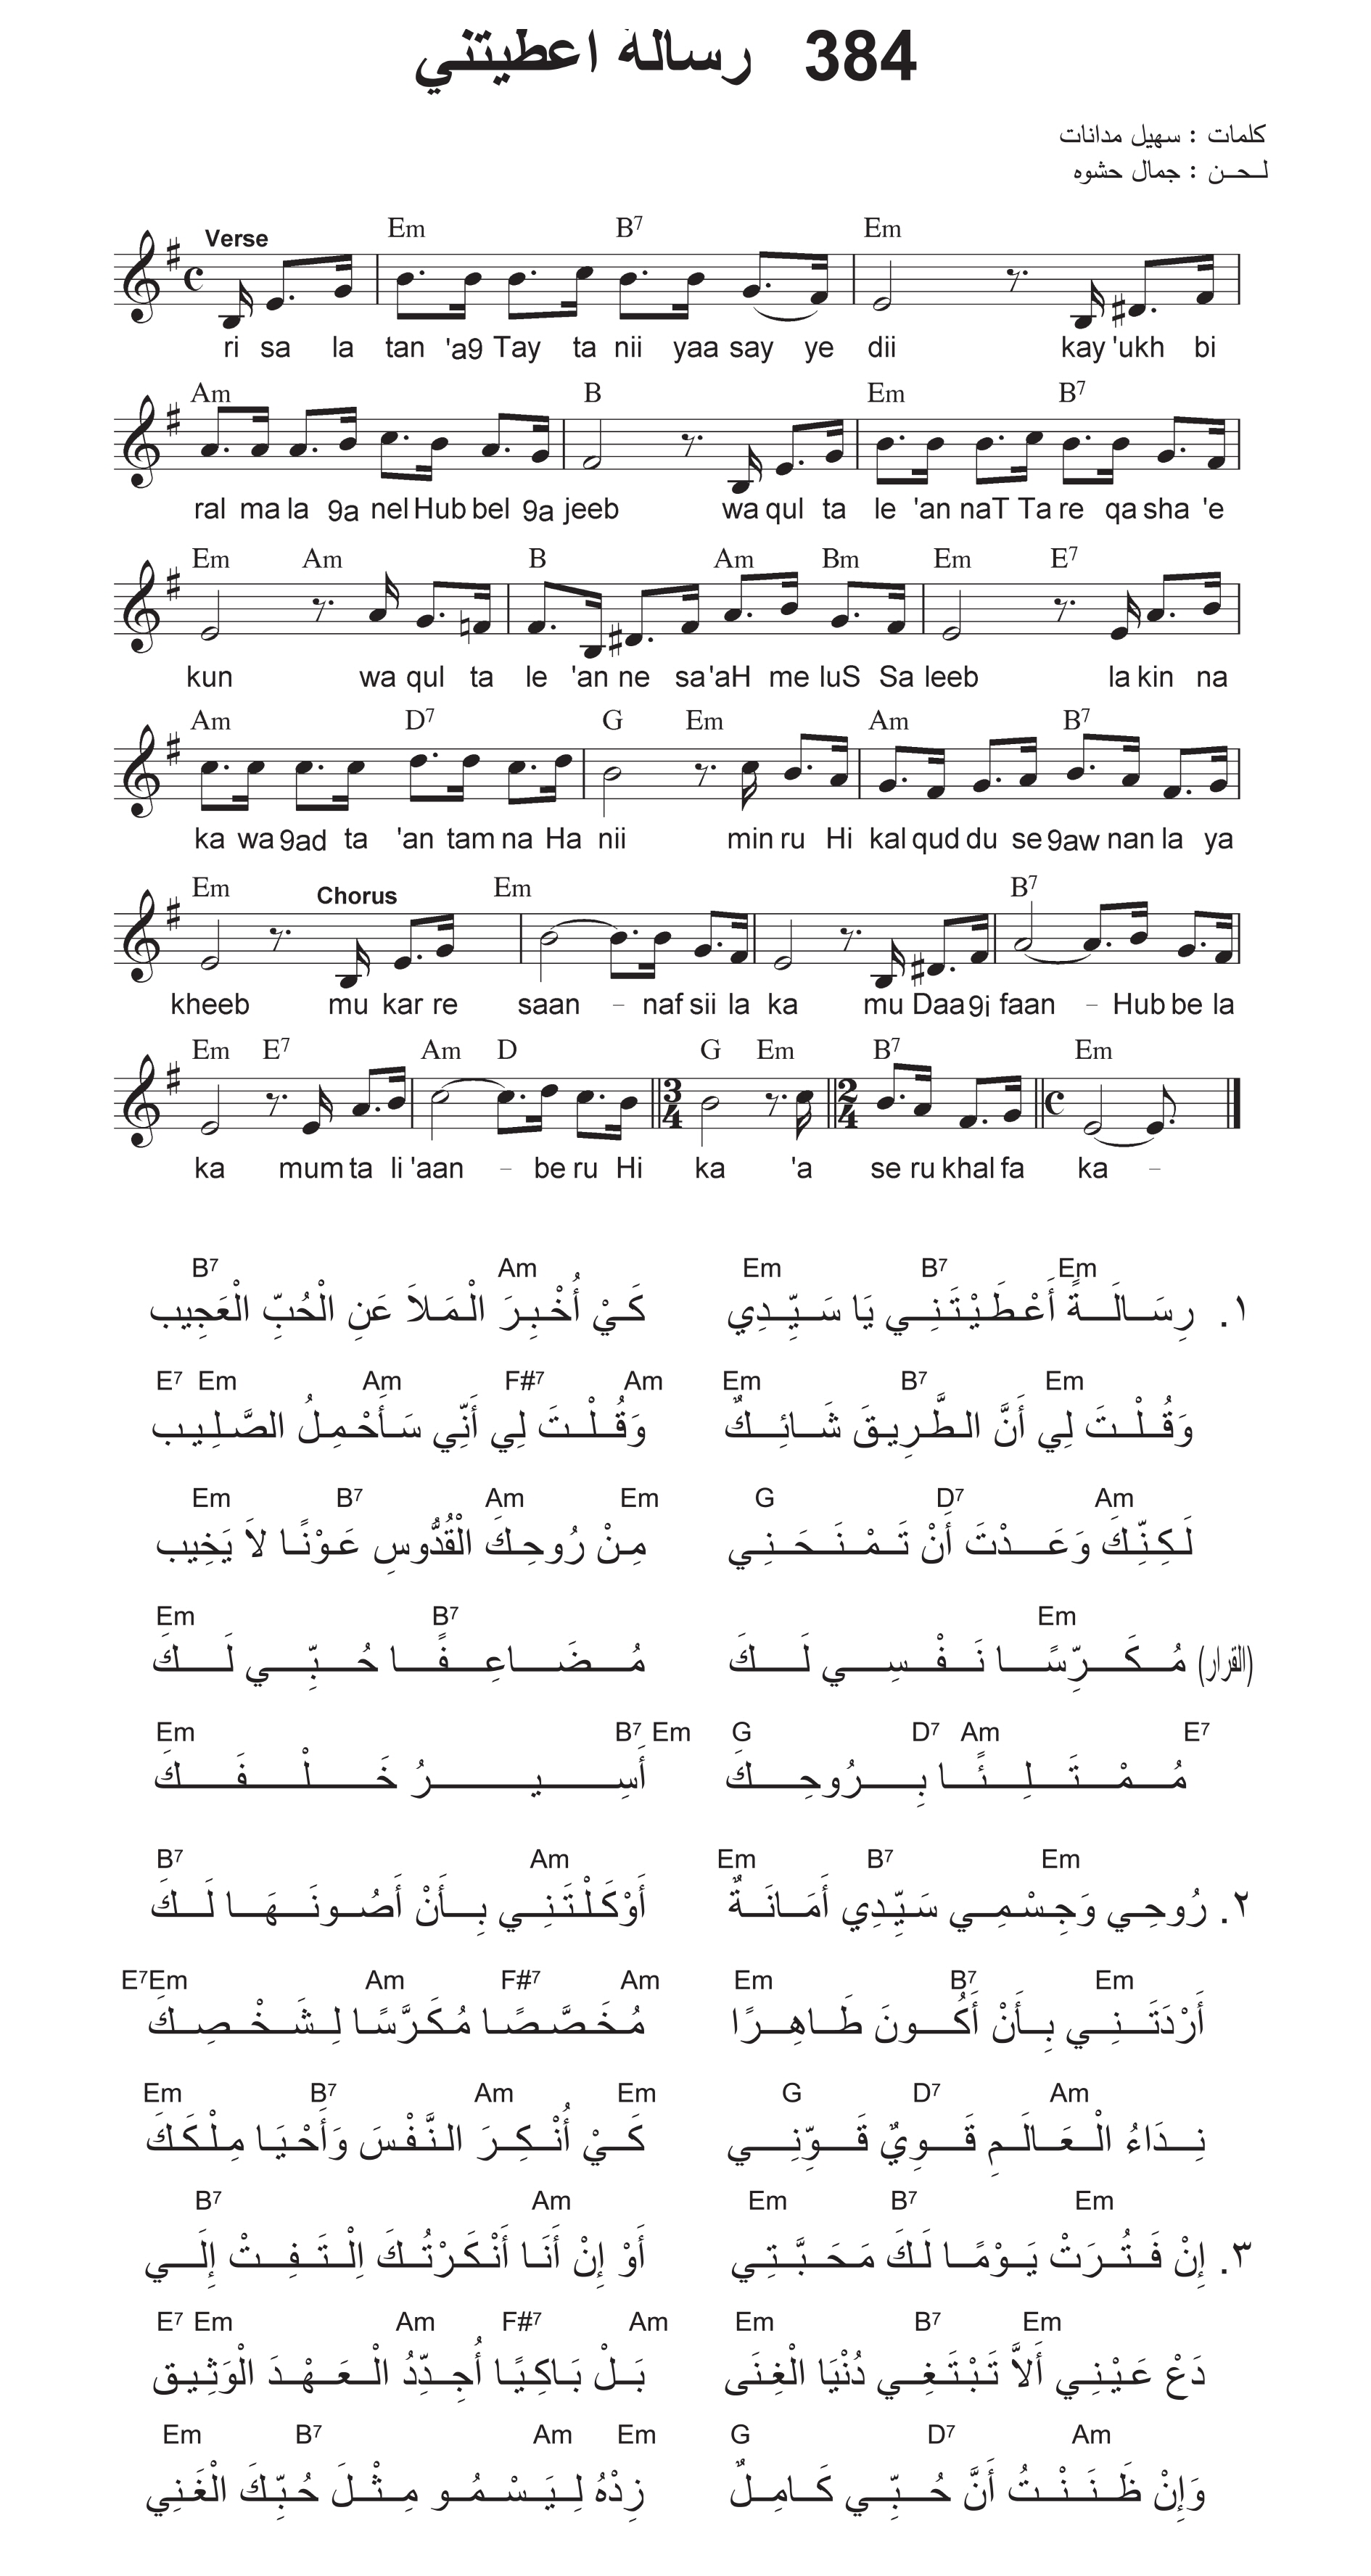 384 رسالة اعطيتني
كلمات : سهيل مدانات
لحن : جمال حشوه
Verse Em B7 Em
ri sa la tan 'a9 Tay ta nii yaa say ye dii kay 'ukh bi
Am B Em B7
ral ma la 9a nel Hub bel 9a jeeb wa qul ta le 'an naT Ta re qa sha 'e
Em Am B Am Bm Em E7
kun wa qul ta le 'an ne sa 'aH me luS Sa leeb la kin na
Am D7 G Em Am B7
ka wa 9ad ta 'an tam na Ha nii min ru Hi kal qud du se 9aw nan la ya
Em Chorus Em B7
kheeb mu kar re saan – naf sii la ka mu Daa 9i faan – Hub be la
Em E7 Am D G Em B7 Em
ka mum ta li 'aan – be ru Hi ka 'a se ru khal fa ka –
Em B7 Em Am B7
١. رِسَالَةً أَعْطَيْتَنِي يَا سَيِّدِي كَيْ أُخْبِرَ الْمَلاَ عَنِ الْحُبِّ الْعَجِيب
Em B7 Em Am F#7 Am Em E7
وَقُلْتَ لِي أَنَّ الطَّرِيقَ شَائِكٌ وَقُلْتَ لِي أَنِّي سَأَحْمِلُ الصَّلِيب
Am D7 G Em Am B7 Em
لَكِنِّكَ وَعَدْتَ أَنْ تَمْنَحَنِي مِنْ رُوحِكَ الْقُدُّوسِ عَوْنًا لاَ يَخِيب
Em B7 Em
(القرار) مُكَرِّسًا نَفْسِي لَكَ مُضَاعِفًا حُبِّي لَكَ
E7 Am D7 G Em B7 Em
مُمْتَلِئًا بِرُوحِكَ أَسِيرُ خَلْفَكَ
Em B7 Em Am B7
٢. رُوحِي وَجِسْمِي سَيِّدِي أَمَانَةٌ أَوْكَلْتَنِي بِأَنْ أَصُونَهَا لَكَ
Em B7 Em Am F#7 Am Em E7
أَرْدَتَنِي بِأَنْ أَكُونَ طَاهِرًا مُخَصَّصًا مُكَرَّسًا لِشَخْصِكَ
Am D7 G Em Am B7 Em
نِدَاءُ الْعَالَمِ قَوِيٌ قَوِّنِي كَيْ أُنْكِرَ النَّفْسَ وَأَحْيَا مِلْكَكَ
Em B7 Em Am B7
٣. إِنْ فَتُرَتْ يَوْمًا لَكَ مَحَبَّتِي أَوْ إِنْ أَنَا أَنْكَرْتُكَ اِلْتَفِتْ إِلَي
Em B7 Em Am F#7 Am Em E7
دَعْ عَيْنِي أَلاَّ تَبْتَغِي دُنْيَا الْغِنَى بَلْ بَاكِيًا أُجِدِّدُ الْعَهْدَ الْوَثِيق
Am D7 G Em Am B7 Em
وَإِنْ ظَنَنْتُ أَنَّ حُبِّي كَامِلٌ زِدْهُ لِيَسْمُو مِثْلَ حُبِّكَ الْغَنِي